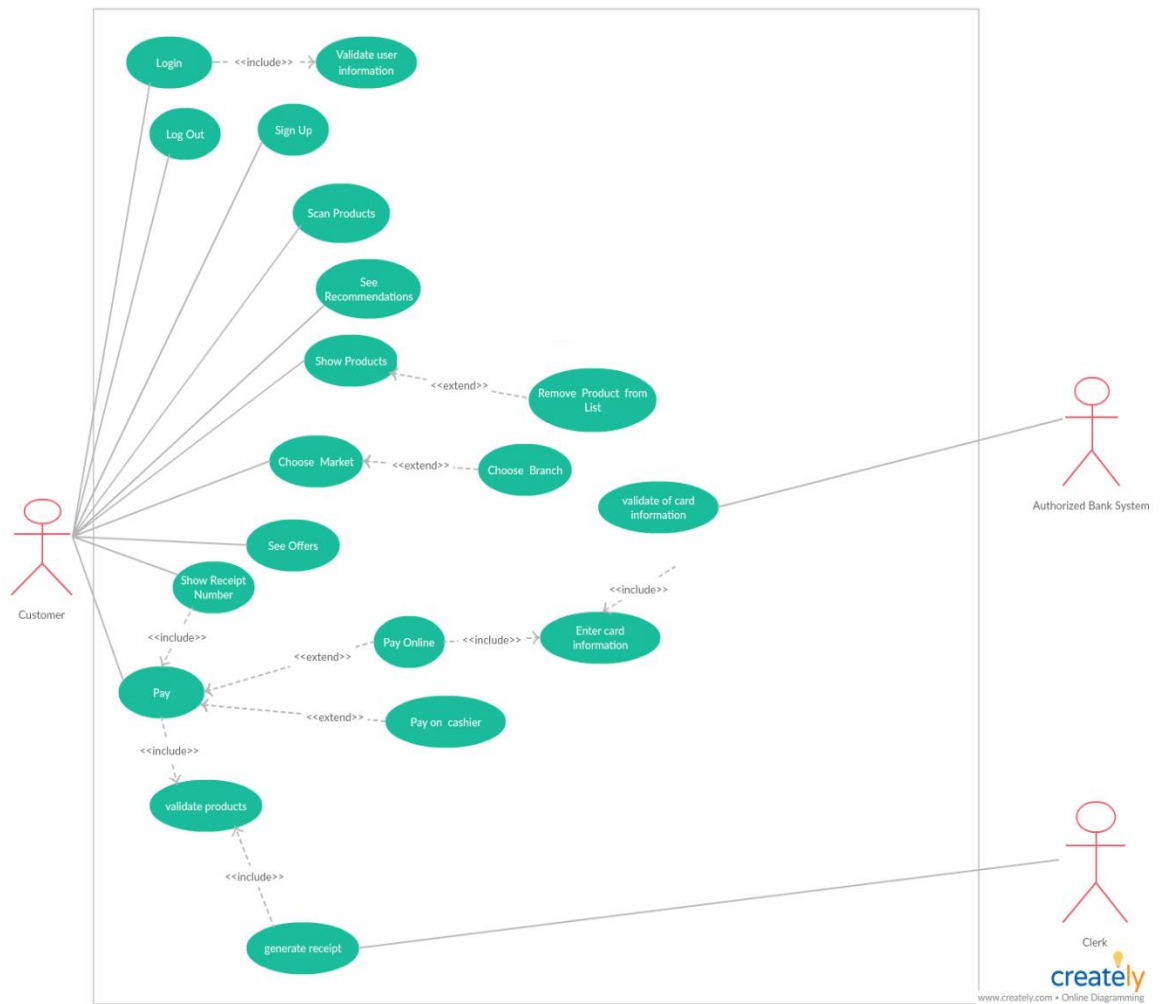 Login
<<include>>
Validate user
information
Log Out
Sign Up
Scan Products
See
Recommendations
Show Products
<<extend>>
Remove Product from
List
Choose Market
<<extend>>
Choose Branch
validate of card
information
Authorized Bank System
See Offers
Show Receipt
Number
Customer
<<include>>
<<include>>
Pay Online
<<include>>
Enter card
information
<<extend>>
Pay
<<extend>>
Pay on cashier
<<include>>
validate products
<<include>>
generate receipt
Clerk
creately
www.creately.com • Online Diagramming